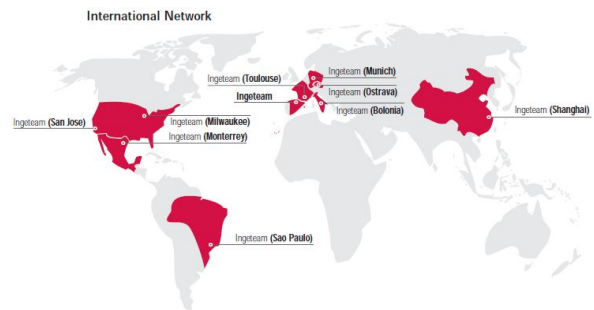 International Network
Ingeteam (Toulouse)
Ingeteam (Munich)
Ingeteam
Ingeteam (Ostrava)
Ingeteam (Bolonia)
Ingeteam (San Jose)
Ingeteam (Milwaukee)
Ingeteam (Monterrey)
Ingeteam (Shanghai)
Ingeteam (Sao Paulo)